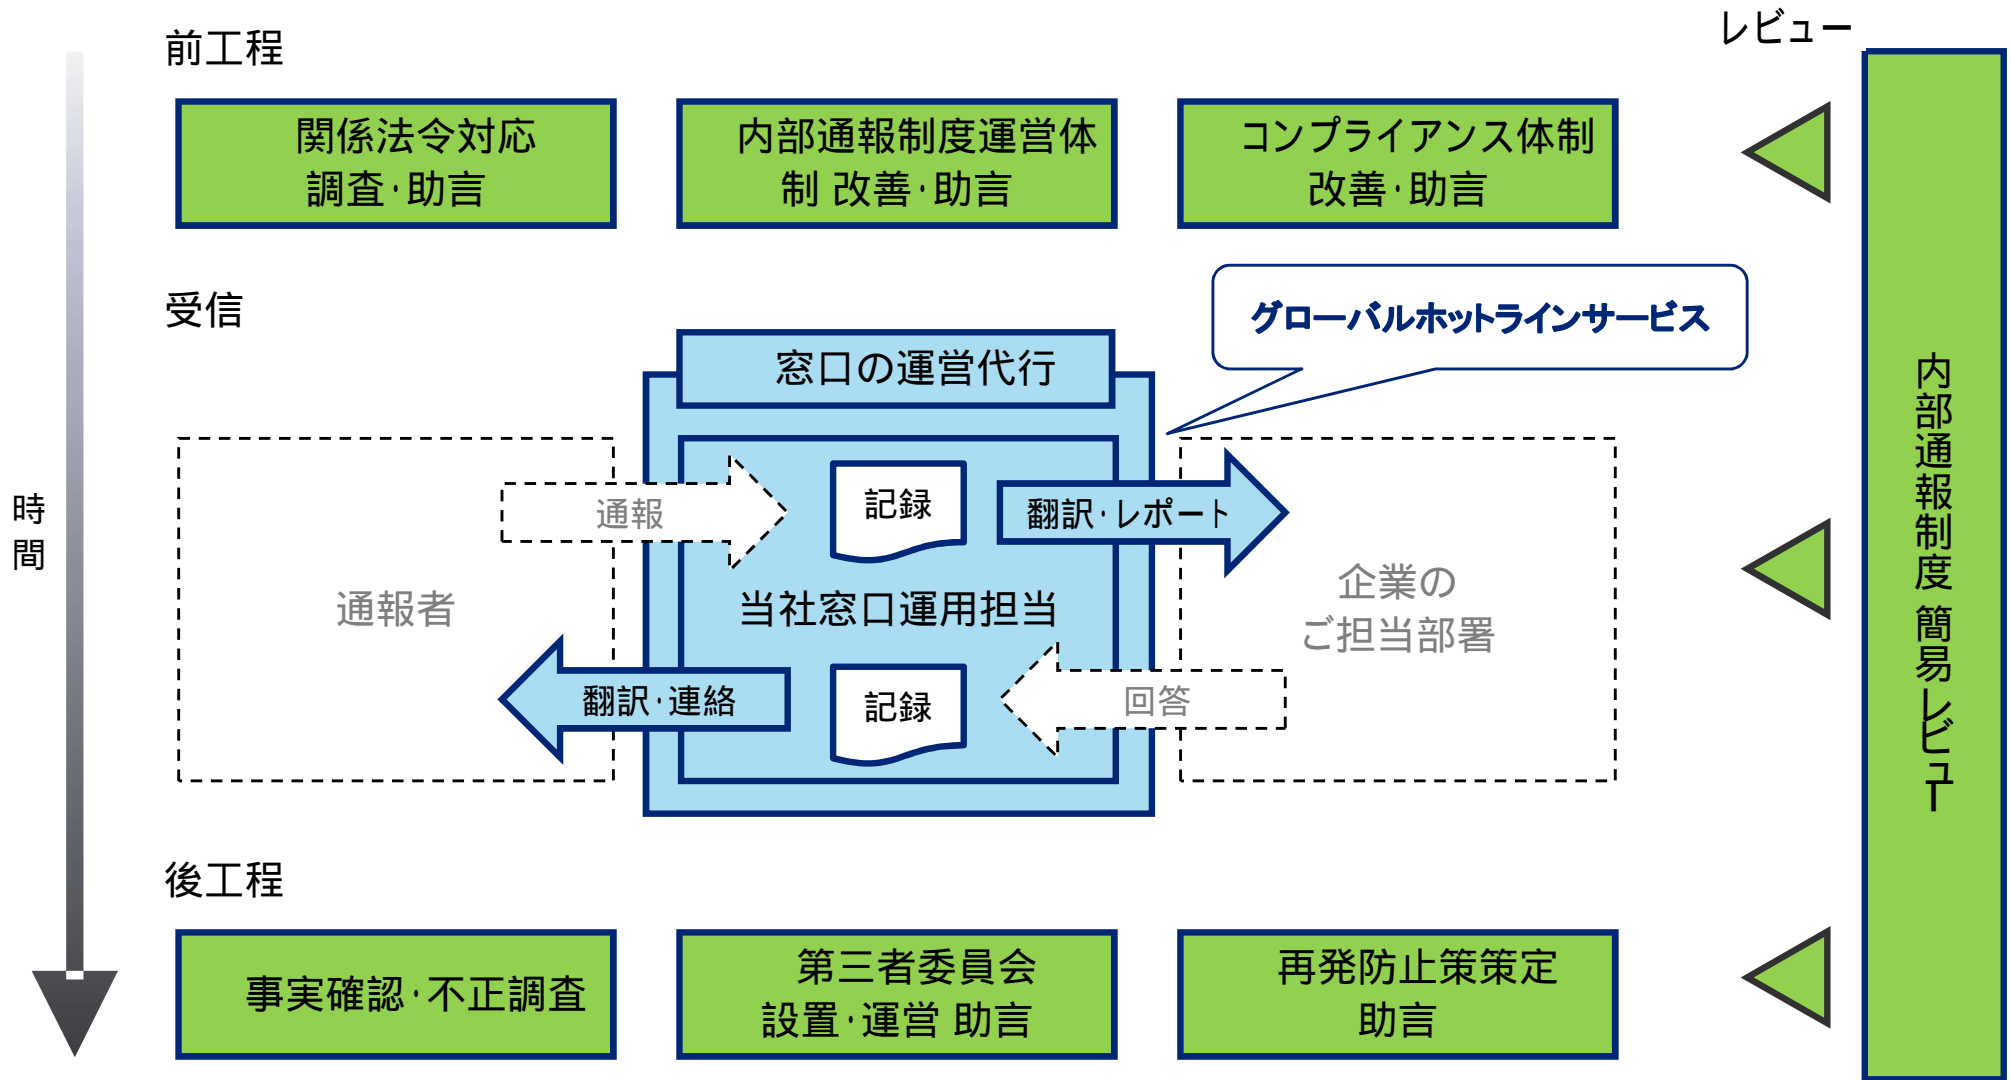 前工程
レビュー
関係法令対応
調査・助言
内部通報制度運営体
制 改善・助言
コンプライアンス体制
改善・助言
受信
グローバルホットラインサービス
窓口の運営代行
時間
通報
記録
翻訳・レポート
通報者
当社窓口運用担当
企業の
ご担当部署
翻訳・連絡
記録
回答
内部通報制度 簡易レビュー
後工程
事実確認・不正調査
第三者委員会
設置・運営 助言
再発防止策策定
助言